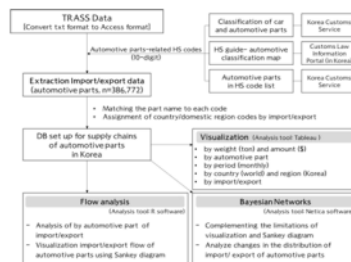 TRASS Data
[Convert txt format to Access format]
Classification of car
and automotive parts
Korea Customs
Service
Automotive parts-related HS codes
(10-digit)
HS guide- automotive
classification map
Customs Law
Information
Portal (in Korea)
Extraction Import/export data
(automotive parts, n=386,772)
Automotive parts
in HS code list
Korea Customs
Service
• Matching the part name to each code
• Assignment of country/domestic region codes by import/export
DB set up for supply chains
of automotive parts
in Korea
Visualization (Analysis tool: Tableau)
• by weight (ton) and amount ($)
• by automotive part
• by period (monthly)
• by country (world) and region (Korea)
• by import/export
Flow analysis
(Analysis tool: R software)
− Analysis of by automotive part of
import/export
− Visualization import/export flow of
automotive parts using Sankey diagram
Bayesian Networks
(Analysis tool: Netica software)
− Complementing the limitations of
visualization and Sankey diagram
− Analyze changes in the distribution of
import/ export of automotive parts